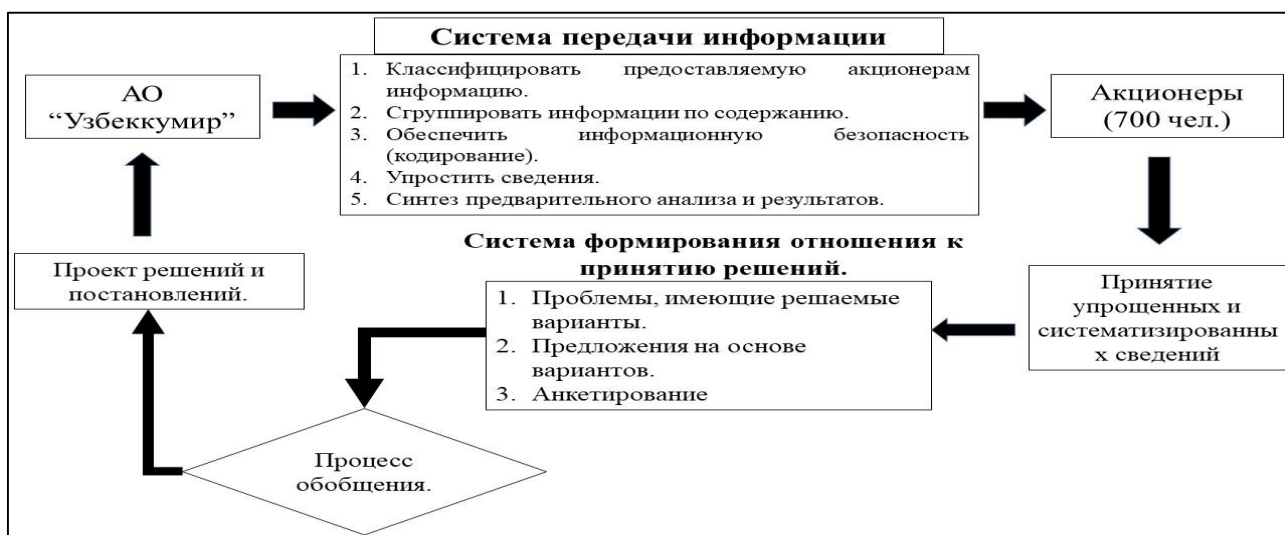 Система передачи информации
АО
“Узбеккумир”
1. Классифицировать предоставляемую акционерам
информацию.
2. Сгруппировать информации по содержанию.
3. Обеспечить информационную безопасность
(кодирование).
4. Упростить сведения.
5. Синтез предварительного анализа и результатов.
Акционеры
(700 чел.)
Принятие
упрощенных и
систематизированны
х сведений
Система формирования отношения к
принятию решений.
1. Проблемы, имеющие решаемые
варианты.
2. Предложения на основе
вариантов.
3. Анкетирование
Процесс
обобщения.
Проект решений и
постановлений.